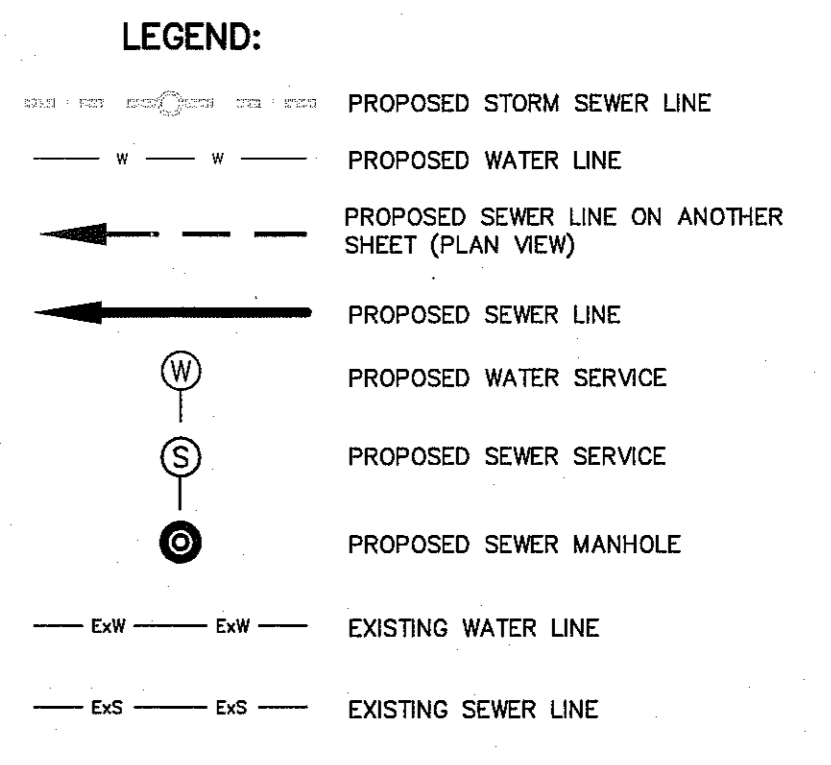 LEGEND:
PROPOSED STORM SEWER LINE
W W PROPOSED WATER LINE
PROPOSED SEWER LINE ON ANOTHER
SHEET (PLAN VIEW)
PROPOSED SEWER LINE
W PROPOSED WATER SERVICE
S PROPOSED SEWER SERVICE
PROPOSED SEWER MANHOLE
ExW ExW EXISTING WATER LINE
ExS ExS EXISTING SEWER LINE